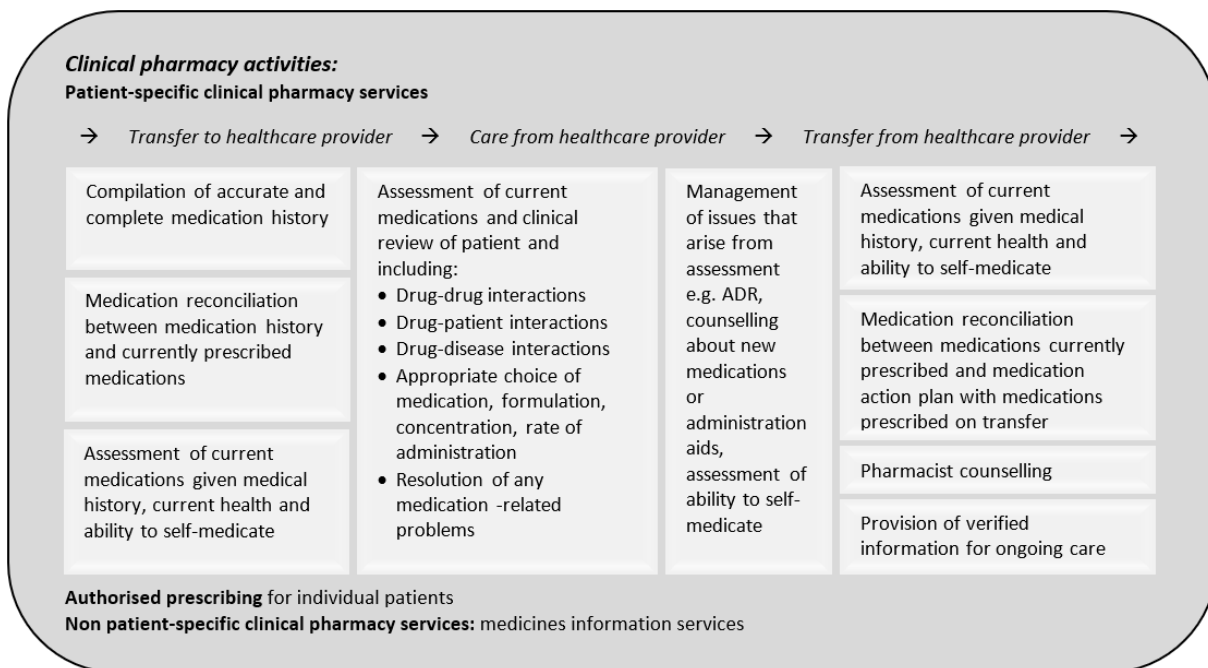 Clinical pharmacy activities:
Patient-specific clinical pharmacy services
→ Transfer to healthcare provider → Care from healthcare provider → Transfer from healthcare provider →
Compilation of accurate and
complete medication history
Medication reconciliation
between medication history
and currently prescribed
medications
Assessment of current
medications given medical
history, current health and
ability to self-medicate
Assessment of current
medications and clinical
review of patient and
including:
• Drug-drug interactions
• Drug-patient interactions
• Drug-disease interactions
• Appropriate choice of
medication, formulation,
concentration, rate of
administration
• Resolution of any
medication -related
problems
Management
of issues that
arise from
assessment
e.g. ADR,
counselling
about new
medications
or
administration
aids,
assessment of
ability to self-
medicate
Assessment of current
medications given medical
history, current health and
ability to self-medicate
Medication reconciliation
between medications currently
prescribed and medication
action plan with medications
prescribed on transfer
Pharmacist counselling
Provision of verified
information for ongoing care
Authorised prescribing for individual patients
Non patient-specific clinical pharmacy services: medicines information services